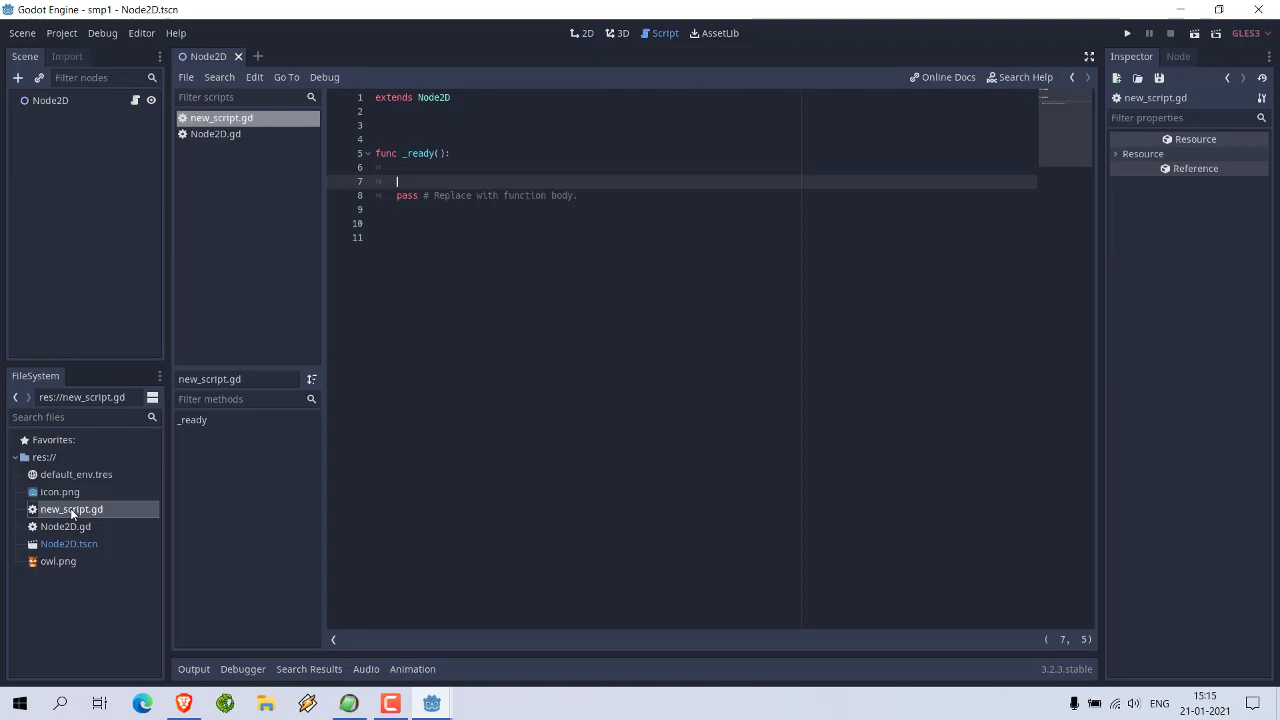 Godot Engine - smp1 - Node2D.tscn
Scene Project Debug Editor Help
2D 3D Script AssetLib
GLES3
Scene Import
Filter nodes
Node2D
Node2D
File Search Edit Go To Debug
Online Docs Search Help
Filter scripts
new_script.gd
Node2D.gd
new_script.gd
Filter methods
_ready
1 extends Node2D
2
3
4
5 func _ready():
6
7
8 pass # Replace with function body.
9
10
11
( 7, 5)
Inspector Node
new_script.gd
Filter properties
Resource
Resource
Reference
FileSystem
res://new_script.gd
Search files
Favorites:
res://
default_env.tres
icon.png
new_script.gd
Node2D.gd
Node2D.tscn
owl.png
Output Debugger Search Results Audio Animation
3.2.3.stable
ENG
15:15
21-01-2021